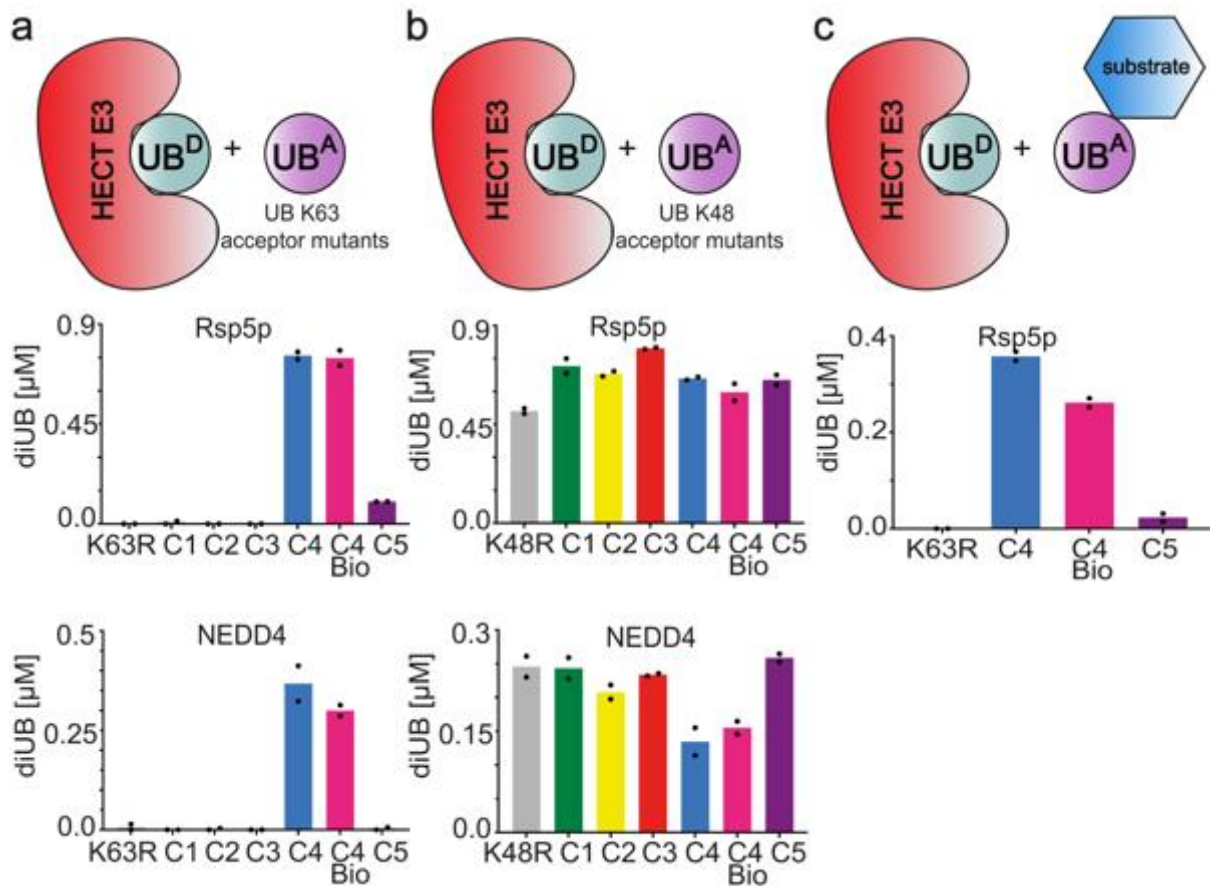 a b c
HECT E3 UB^D + UB^A
UB K63
acceptor mutants
HECT E3 UB^D + UB^A
UB K48
acceptor mutants
HECT E3 UB^D + UB^A substrate
Rsp5p
diUB [µM]
0.9
0.45
0.0
K63R C1 C2 C3 C4 C4 C5
Bio
Rsp5p
diUB [µM]
0.9
0.45
0.0
K48R C1 C2 C3 C4 C4 C5
Bio
Rsp5p
diUB [µM]
0.4
0.2
0.0
K63R C4 C4 C5
Bio
NEDD4
diUB [µM]
0.5
0.25
0.0
K63R C1 C2 C3 C4 C4 C5
Bio
NEDD4
diUB [µM]
0.3
0.15
0.0
K48R C1 C2 C3 C4 C4 C5
Bio